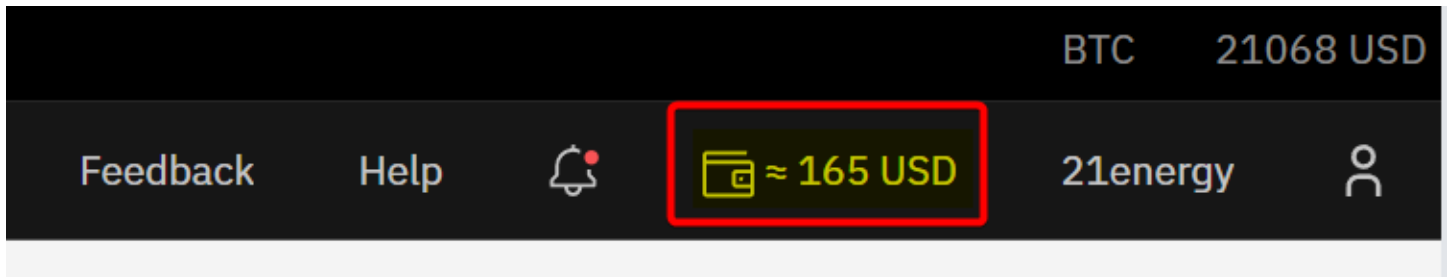 BTC 21068 USD
Feedback Help ≈ 165 USD 21energy